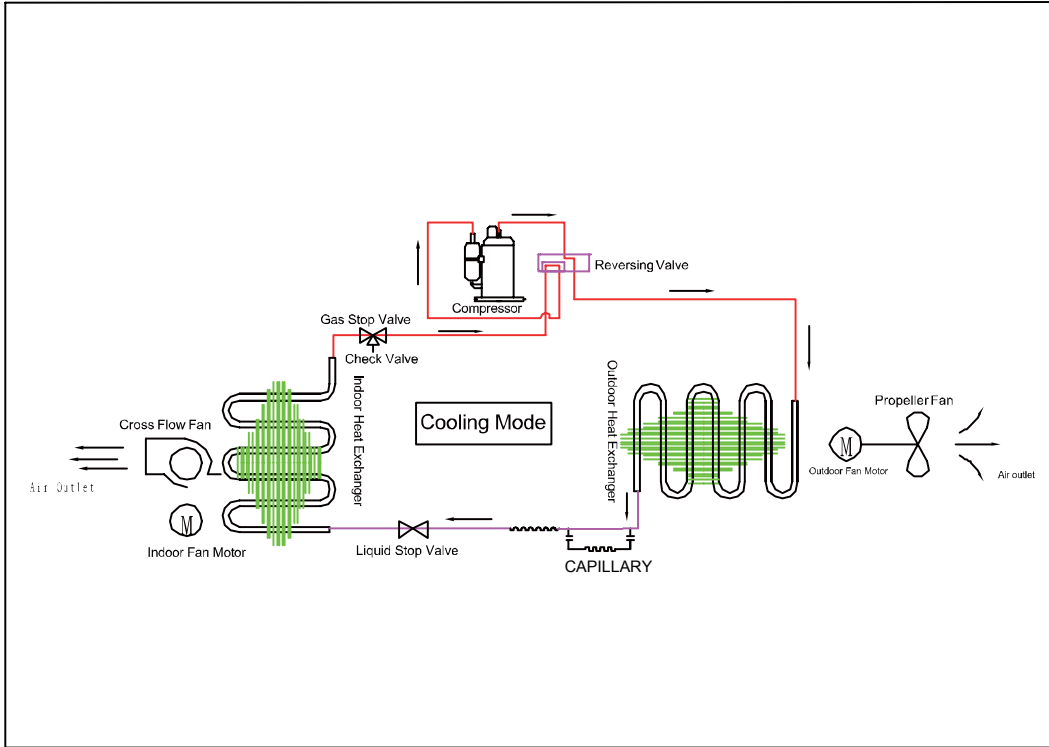 Reversing Valve
Compressor
Gas Stop Valve
Check Valve
Indoor Heat Exchanger
Outdoor Heat Exchanger
Cooling Mode
Propeller Fan
Cross Flow Fan
M
Outdoor Fan Motor
Air outlet
Air Outlet
M
Indoor Fan Motor
Liquid Stop Valve
CAPILLARY